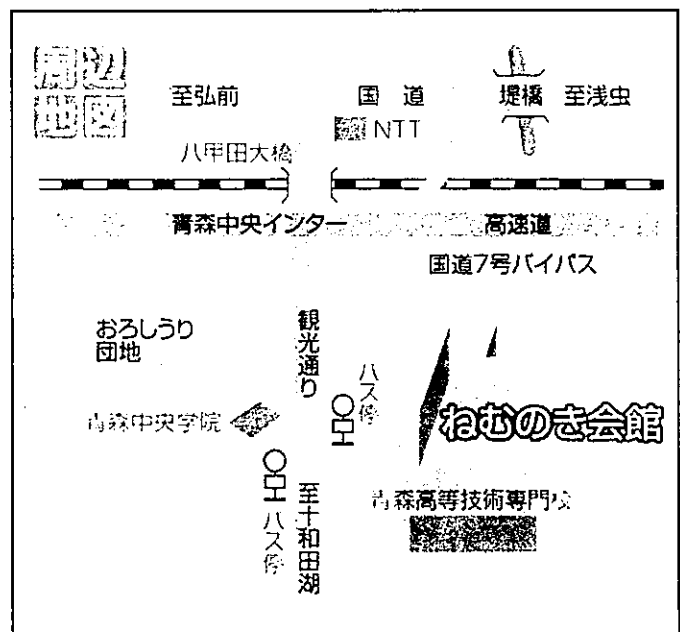 周辺
地図
至弘前
国道
堤橋
至浅虫
NTT
八甲田大橋
青森中央インター
高速道
国道7号バイパス
おろしうり
団地
観光通り
バス停
青森中央学院
ねむのき会館
バス停
至十和田湖
青森高等技術専門校